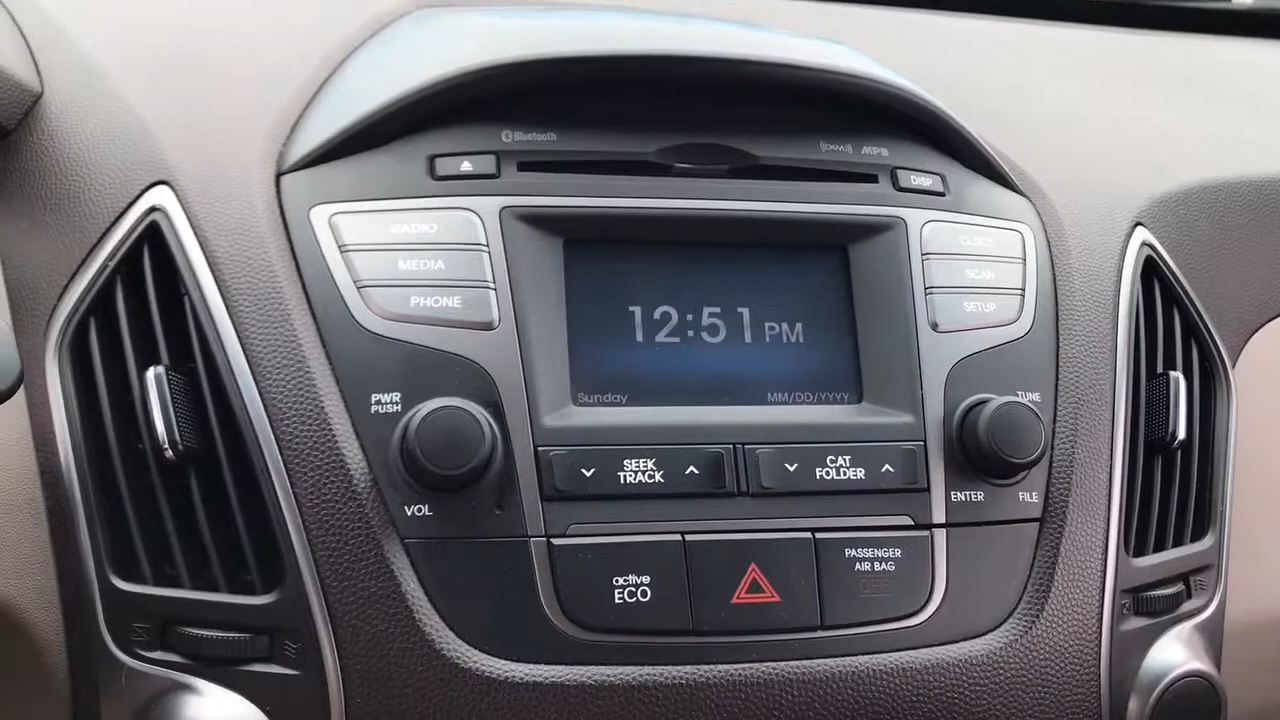 Bluetooth
((XM)) MP3
DISP
RADIO
MEDIA
PHONE
12:51 PM
Sunday
MM/DD/YYYY
CLOCK
SCAN
SETUP
PWR
PUSH
VOL
SEEK
TRACK
CAT
FOLDER
TUNE
ENTER
FILE
active
ECO
PASSENGER
AIR BAG
OFF